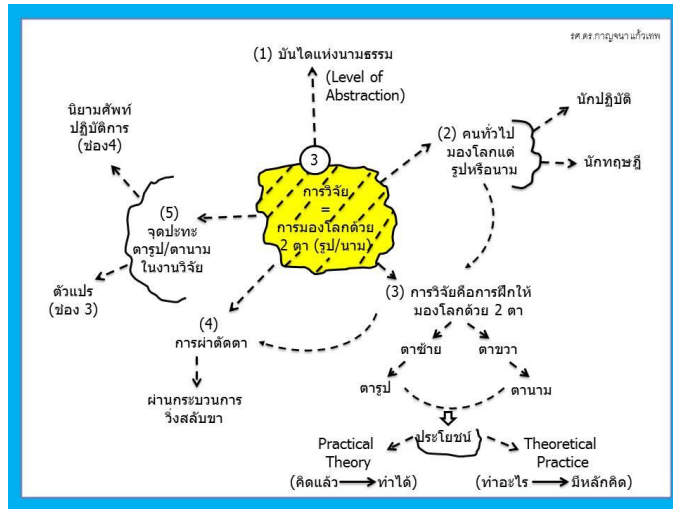 รศ.ดร.กาญจนา แก้วเทพ
(1) บันไดแห่งนามธรรม
(Level of
Abstraction)
นิยามศัพท์
ปฏิบัติการ
(ช่อง4)
(2) คนทั่วไป
มองโลกแต่
รูปหรือนาม
นักปฏิบัติ
นักทฤษฎี
3
การวิจัย
=
การมองโลกด้วย
2 ตา (รูป/นาม)
(5)
จุดปะทะ
ตารูป/ตานาม
ในงานวิจัย
ตัวแปร
(ช่อง 3)
(3) การวิจัยคือการฝึกให้
มองโลกด้วย 2 ตา
(4)
การผ่าตัดตา
ตาซ้าย
ตาขวา
ตารูป
ตานาม
ผ่านกระบวนการ
วิ่งสลับขา
ประโยชน์
Practical
Theory
(คิดแล้ว ทำได้)
Theoretical
Practice
(ทำอะไร มีหลักคิด)